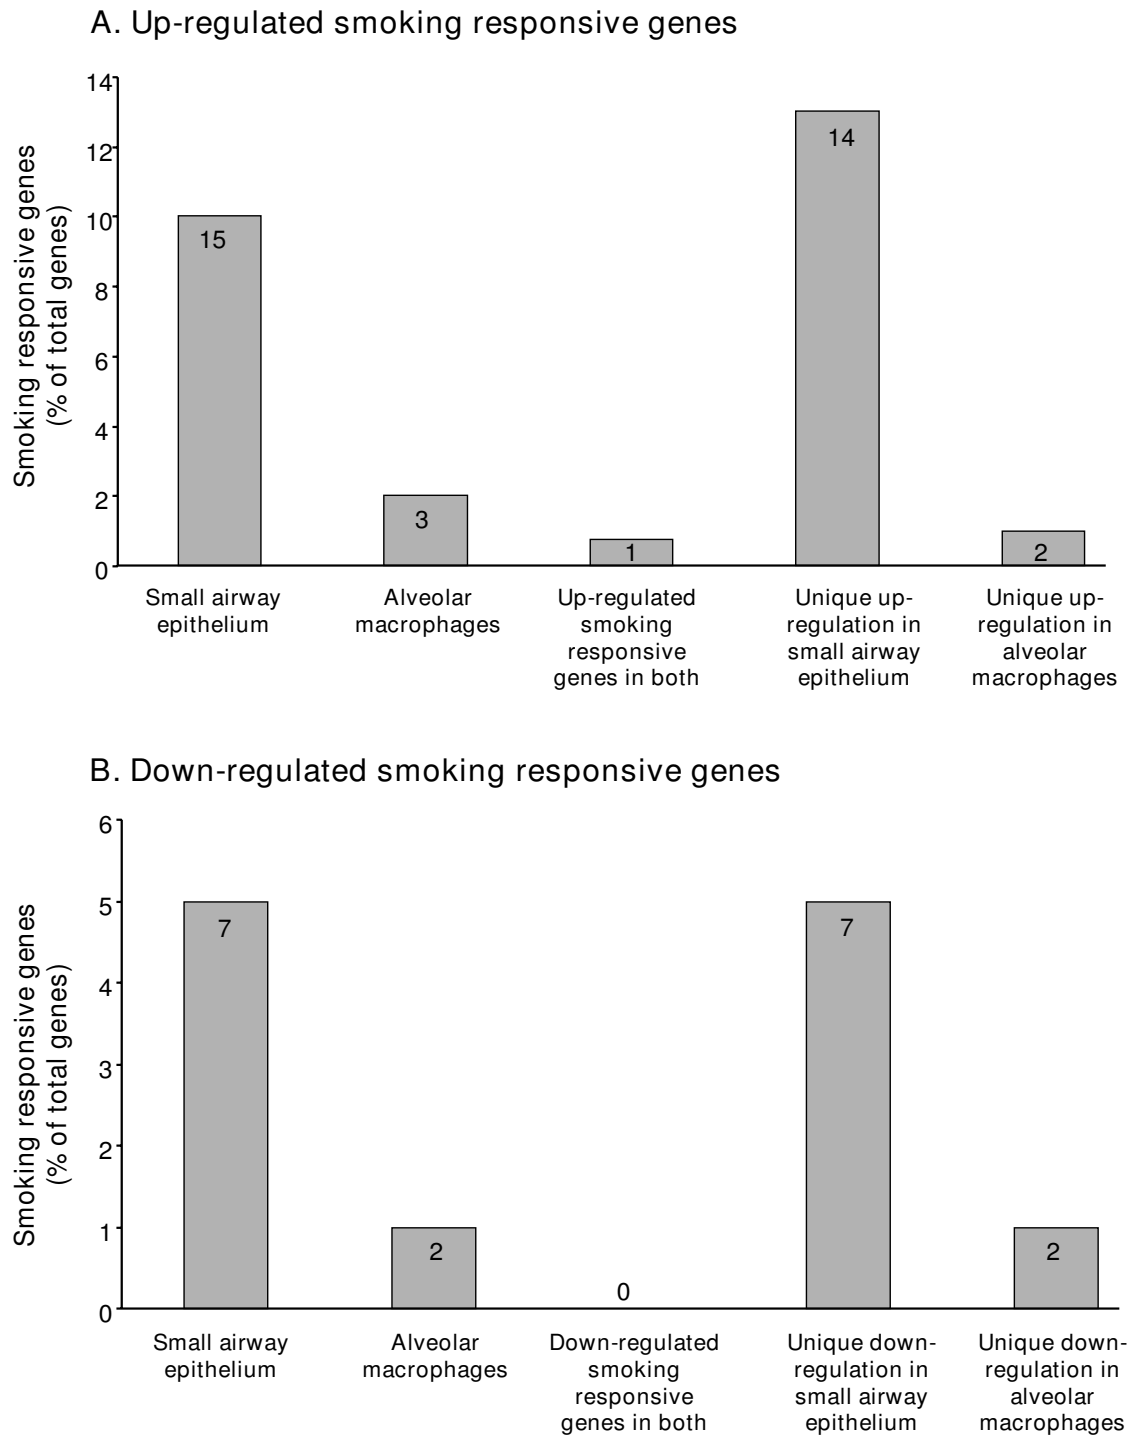 A. Up-regulated smoking responsive genes
Smoking responsive genes
(% of total genes)
14
12
10
8
6
4
2
0
15
3
1
14
2
Small airway
epithelium
Alveolar
macrophages
Up-regulated
smoking
responsive
genes in both
Unique up-
regulation in
small airway
epithelium
Unique up-
regulation in
alveolar
macrophages
B. Down-regulated smoking responsive genes
Smoking responsive genes
(% of total genes)
6
5
4
3
2
1
0
7
2
0
7
2
Small airway
epithelium
Alveolar
macrophages
Down-regulated
smoking
responsive
genes in both
Unique down-
regulation in
small airway
epithelium
Unique down-
regulation in
alveolar
macrophages